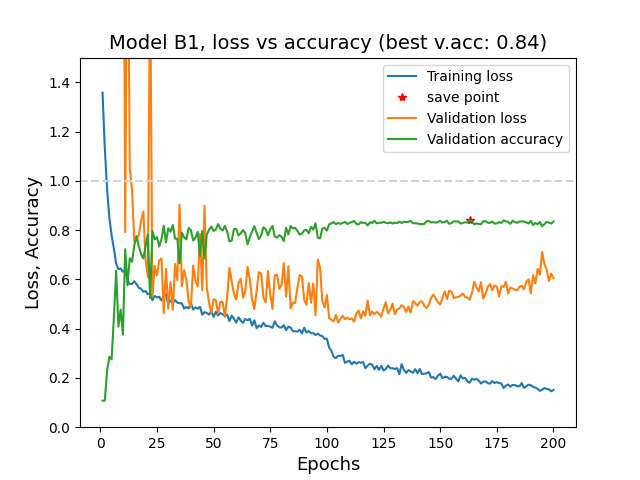 Model B1, loss vs accuracy (best v.acc: 0.84)
Training loss
save point
Validation loss
Validation accuracy
Loss, Accuracy
1.4
1.2
1.0
0.8
0.6
0.4
0.2
0.0
0 25 50 75 100 125 150 175 200
Epochs